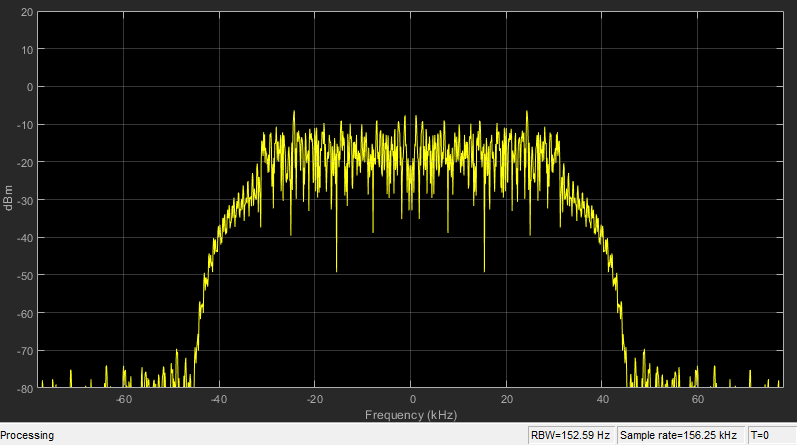 20
10
0
-10
-20
-30
-40
-50
-60
-70
-80
dBm
-60 -40 -20 0 20 40 60
Frequency (kHz)
Processing RBW=152.59 Hz Sample rate=156.25 kHz T=0